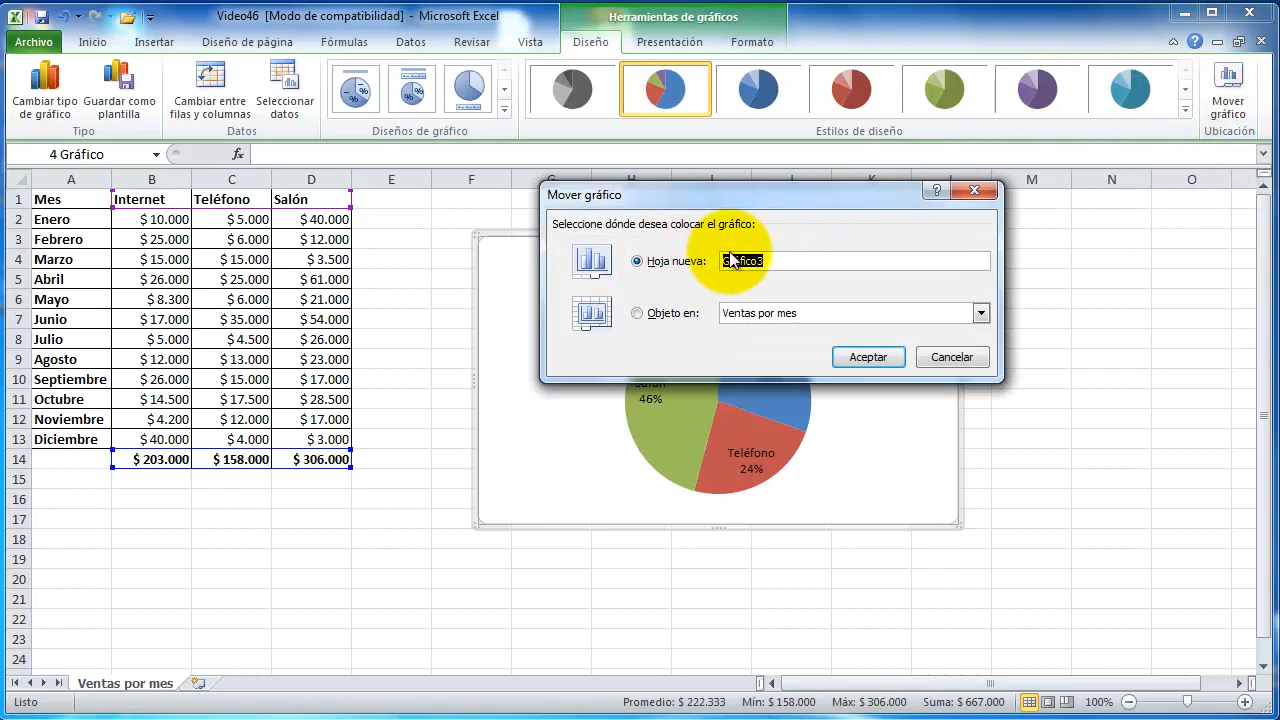 Video46 [Modo de compatibilidad] - Microsoft Excel
Herramientas de gráficos
Archivo Inicio Insertar Diseño de página Fórmulas Datos Revisar Vista Diseño Presentación Formato
Cambiar tipo de gráfico
Guardar como plantilla
Cambiar entre filas y columnas
Seleccionar datos
Mover gráfico
Tipo Datos Diseños de gráfico Estilos de diseño Ubicación
4 Gráfico fx
A B C D E F G H I J K L M N O
1 Mes Internet Teléfono Salón
2 Enero $ 10.000 $ 5.000 $ 40.000
3 Febrero $ 25.000 $ 6.000 $ 12.000
4 Marzo $ 15.000 $ 15.000 $ 3.500
5 Abril $ 26.000 $ 25.000 $ 61.000
6 Mayo $ 8.300 $ 6.000 $ 21.000
7 Junio $ 17.000 $ 35.000 $ 54.000
8 Julio $ 5.000 $ 4.500 $ 26.000
9 Agosto $ 12.000 $ 13.000 $ 23.000
10 Septiembre $ 26.000 $ 15.000 $ 17.000
11 Octubre $ 14.500 $ 17.500 $ 28.500
12 Noviembre $ 4.200 $ 12.000 $ 17.000
13 Diciembre $ 40.000 $ 4.000 $ 3.000
14 $ 203.000 $ 158.000 $ 306.000
15
16
17
18
19
20
21
22
23
24
Mover gráfico
Seleccione dónde desea colocar el gráfico:
Hoja nueva: Gráfico3
Objeto en: Ventas por mes
Aceptar Cancelar
Salón
46%
Teléfono
24%
Ventas por mes
Listo Promedio: $ 222.333 Mín: $ 158.000 Máx: $ 306.000 Suma: $ 667.000 100%